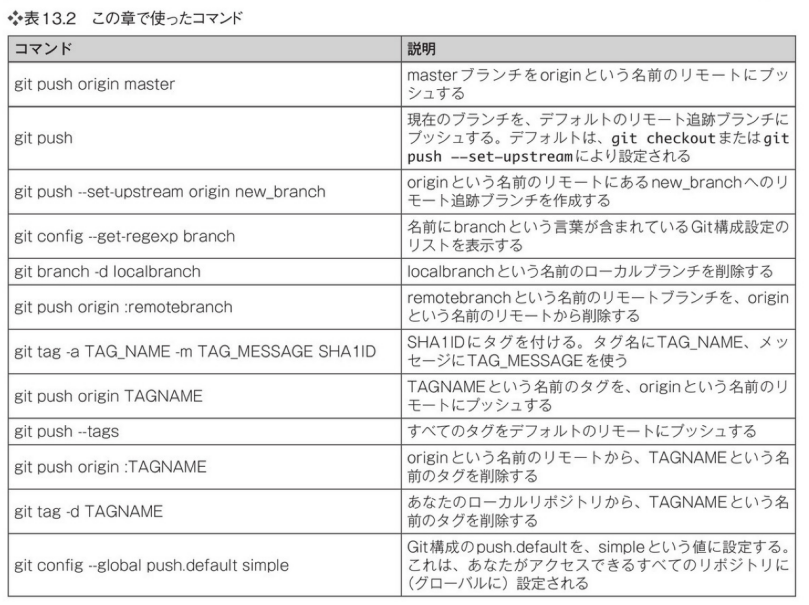 ❖表13.2　この章で使ったコマンド
コマンド
説明
git push origin master
masterブランチをoriginという名前のリモートにプッ
シュする
git push
現在のブランチを、デフォルトのリモート追跡ブランチに
プッシュする。デフォルトは、git checkoutまたはgit
push --set-upstreamにより設定される
git push --set-upstream origin new_branch
originという名前のリモートにあるnew_branchへのリ
モート追跡ブランチを作成する
git config --get-regexp branch
名前にbranchという言葉が含まれているGit構成設定の
リストを表示する
git branch -d localbranch
localbranchという名前のローカルブランチを削除する
git push origin :remotebranch
remotebranchという名前のリモートブランチを、origin
という名前のリモートから削除する
git tag -a TAG_NAME -m TAG_MESSAGE SHA1ID
SHA1IDにタグを付ける。タグ名にTAG_NAME、メッ
セージにTAG_MESSAGEを使う
git push origin TAGNAME
TAGNAMEという名前のタグを、originという名前のリ
モートにプッシュする
git push --tags
すべてのタグをデフォルトのリモートにプッシュする
git push origin :TAGNAME
originという名前のリモートから、TAGNAMEという名
前のタグを削除する
git tag -d TAGNAME
あなたのローカルリポジトリから、TAGNAMEという名
前のタグを削除する
git config --global push.default simple
Git構成のpush.defaultを、simpleという値に設定する。
これは、あなたがアクセスできるすべてのリポジトリに
（グローバルに）設定される